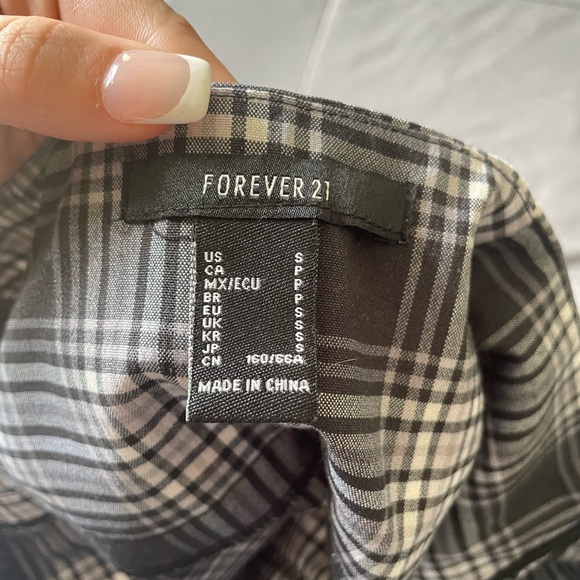 FOREVER 21
US S
CA P
MX/ECU P
BR P
EU S
UK S
KR S
JP S
CN 160/66A
MADE IN CHINA